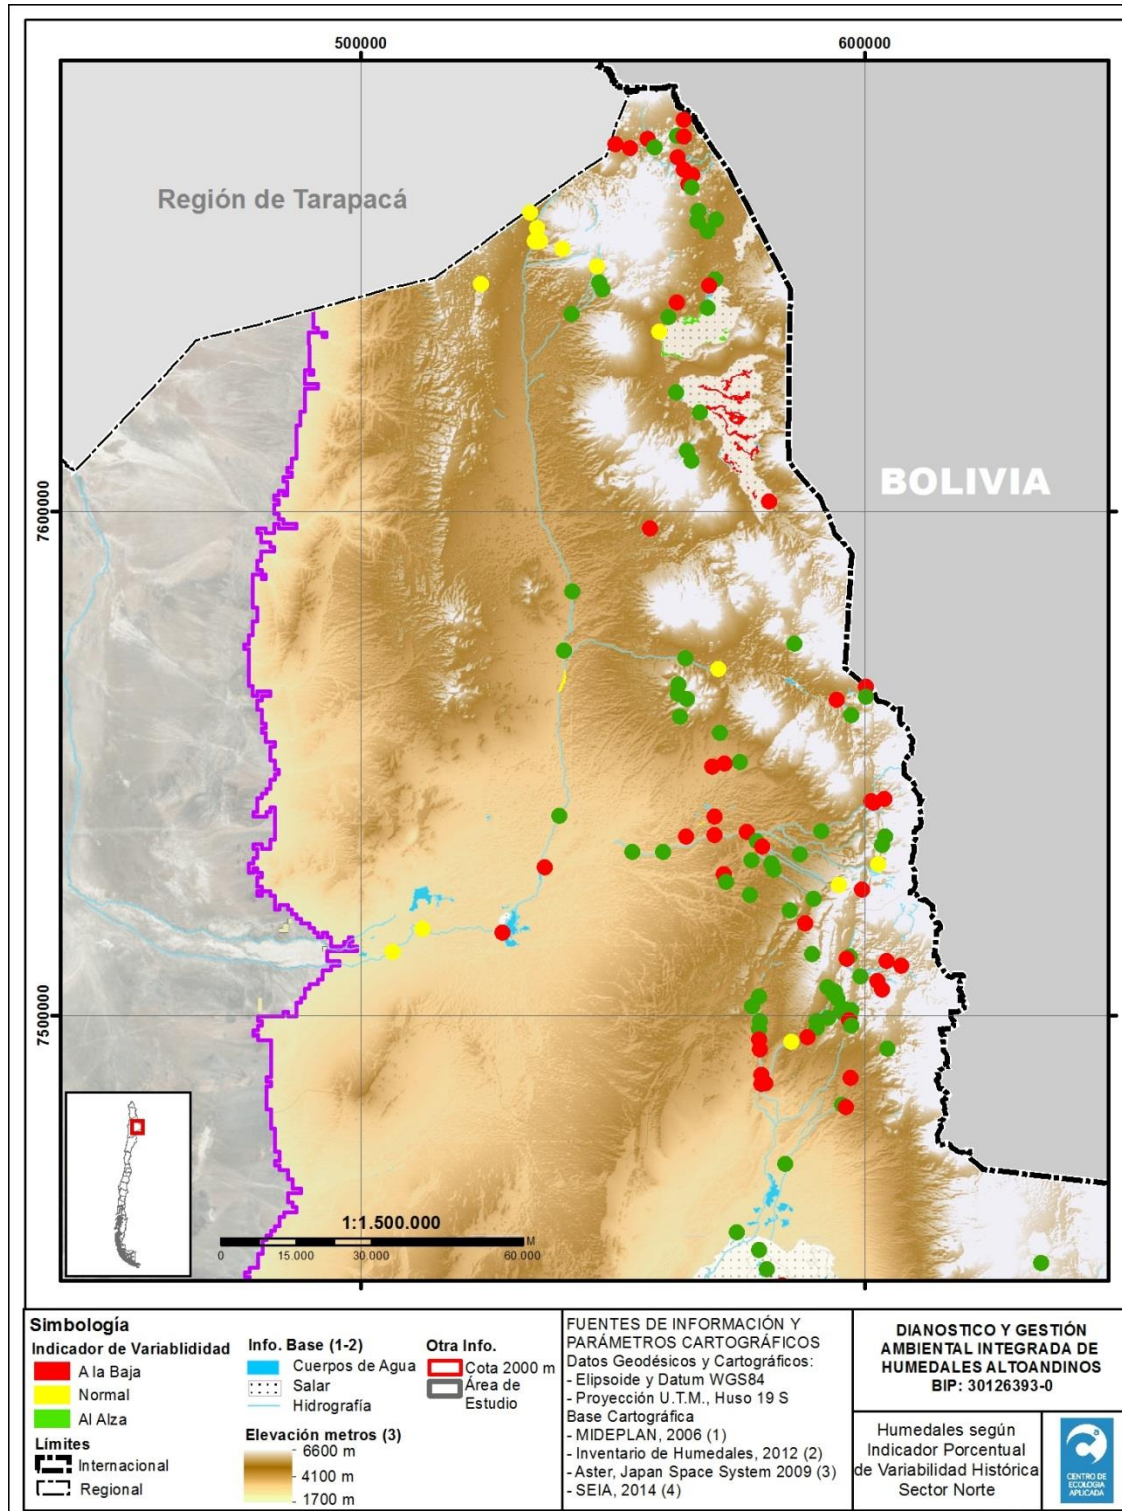 500000
600000
Región de Tarapacá
BOLIVIA
7600000
7500000
1:1.500.000
0
15.000
30.000
60.000
M
Simbología
Indicador de Variablididad
A la Baja
Normal
Al Alza
Límites
Internacional
Regional
Info. Base (1-2)
Cuerpos de Agua
Salar
Hidrografía
Elevación metros (3)
6600 m
4100 m
1700 m
Otra Info.
Cota 2000 m
Área de
Estudio
FUENTES DE INFORMACIÓN Y
PARÁMETROS CARTOGRÁFICOS
Datos Geodésicos y Cartográficos:
- Elipsoide y Datum WGS84
- Proyección U.T.M., Huso 19 S
Base Cartográfica
- MIDEPLAN, 2006 (1)
- Inventario de Humedales, 2012 (2)
- Aster, Japan Space System 2009 (3)
- SEIA, 2014 (4)
DIANOSTICO Y GESTIÓN
AMBIENTAL INTEGRADA DE
HUMEDALES ALTOANDINOS
BIP: 30126393-0
Humedales según
Indicador Porcentual
de Variabilidad Histórica
Sector Norte
a
CENTRO DE
ECOLOGÍA
APLICADA